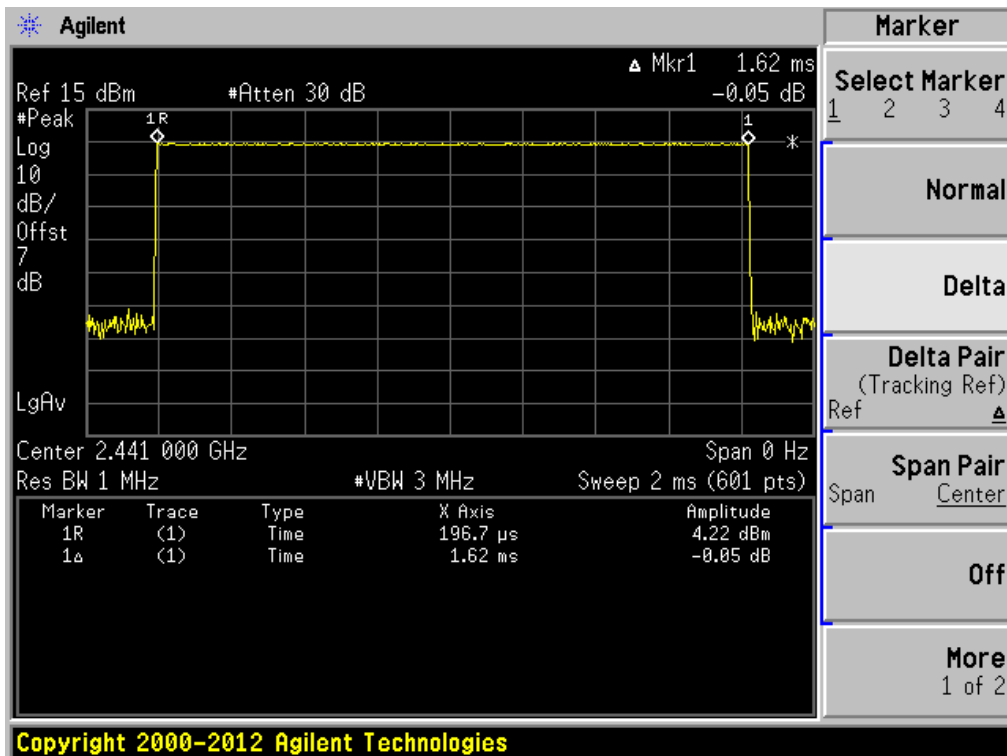 Agilent
Marker
Δ Mkr1 1.62 ms
Ref 15 dBm #Atten 30 dB -0.05 dB
#Peak
Log
10
dB/
Offst
7
dB
LgAv
1R
1
*
Center 2.441 000 GHz Span 0 Hz
Res BW 1 MHz #VBW 3 MHz Sweep 2 ms (601 pts)
Marker Trace Type X Axis Amplitude
1R (1) Time 196.7 µs 4.22 dBm
1Δ (1) Time 1.62 ms -0.05 dB
Select Marker
1 2 3 4
Normal
Delta
Delta Pair
(Tracking Ref)
Ref Δ
Span Pair
Span Center
Off
More
1 of 2
Copyright 2000-2012 Agilent Technologies